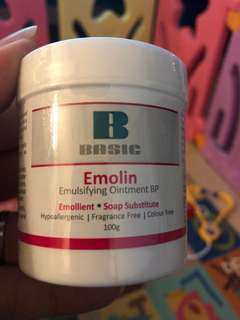 B
BASIC
Emolin
Emulsifying Ointment BP
Emollient • Soap Substitute
Hypoallergenic | Fragrance Free | Colour Free
100g